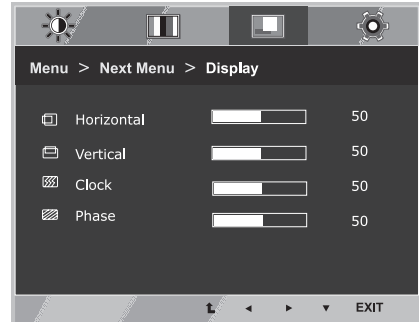 Menu > Next Menu > Display
Horizontal 50
Vertical 50
Clock 50
Phase 50
EXIT